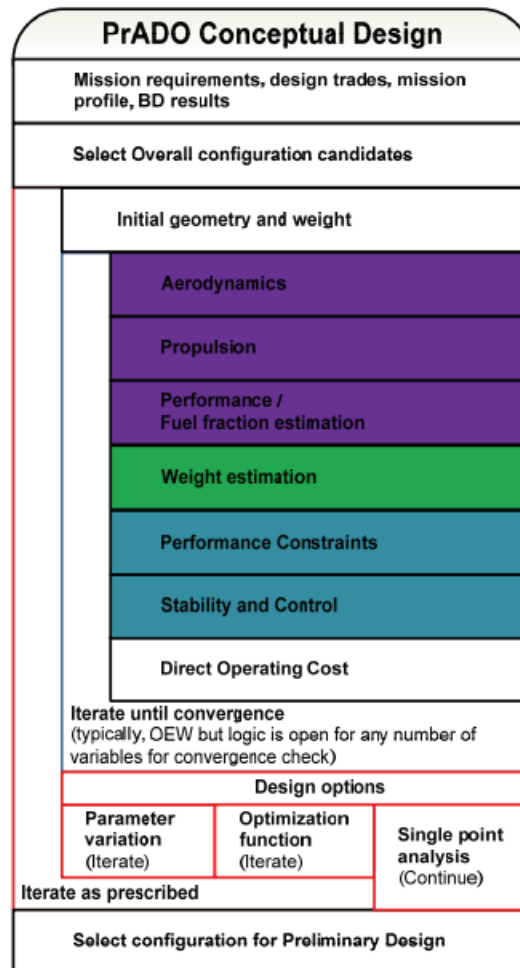 PrADO Conceptual Design
Mission requirements, design trades, mission
profile, BD results
Select Overall configuration candidates
Initial geometry and weight
Aerodynamics
Propulsion
Performance /
Fuel fraction estimation
Weight estimation
Performance Constraints
Stability and Control
Direct Operating Cost
Iterate until convergence
(typically, OEW but logic is open for any number of
variables for convergence check)
Design options
Parameter
variation
(Iterate)
Optimization
function
(Iterate)
Single point
analysis
(Continue)
Iterate as prescribed
Select configuration for Preliminary Design